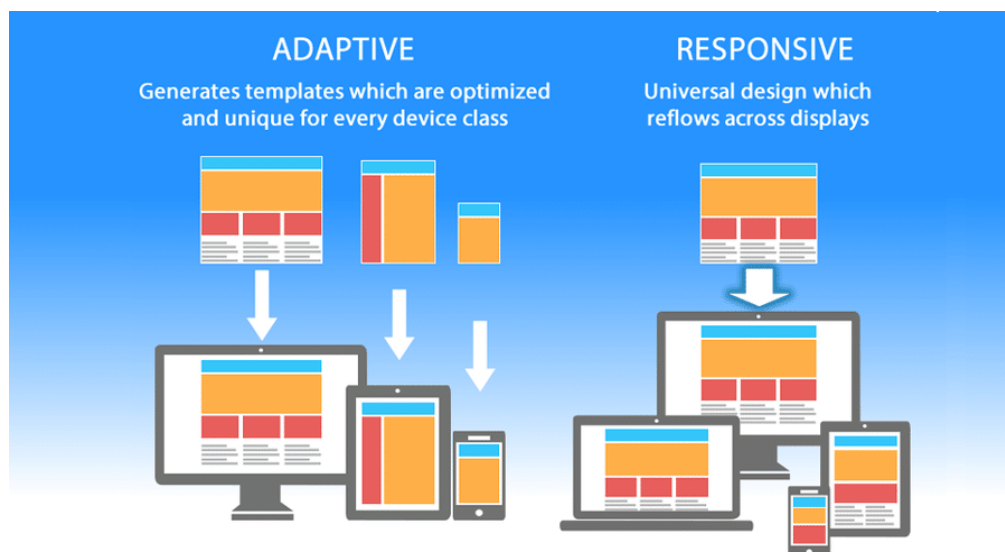 ADAPTIVE
Generates templates which are optimized
and unique for every device class
RESPONSIVE
Universal design which
reflows across displays